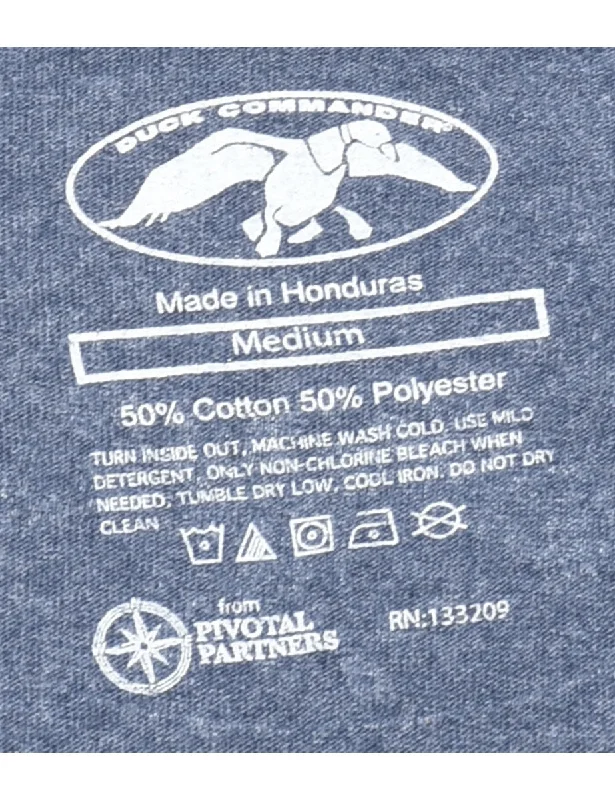 DUCK COMMANDER
Made in Honduras
Medium
50% Cotton 50% Polyester
TURN INSIDE OUT, MACHINE WASH COLD, USE MILD
DETERGENT, ONLY NON-CHLORINE BLEACH WHEN
NEEDED, TUMBLE DRY LOW, COOL IRON. DO NOT DRY
CLEAN
from
PIVOTAL
PARTNERS
RN:133209